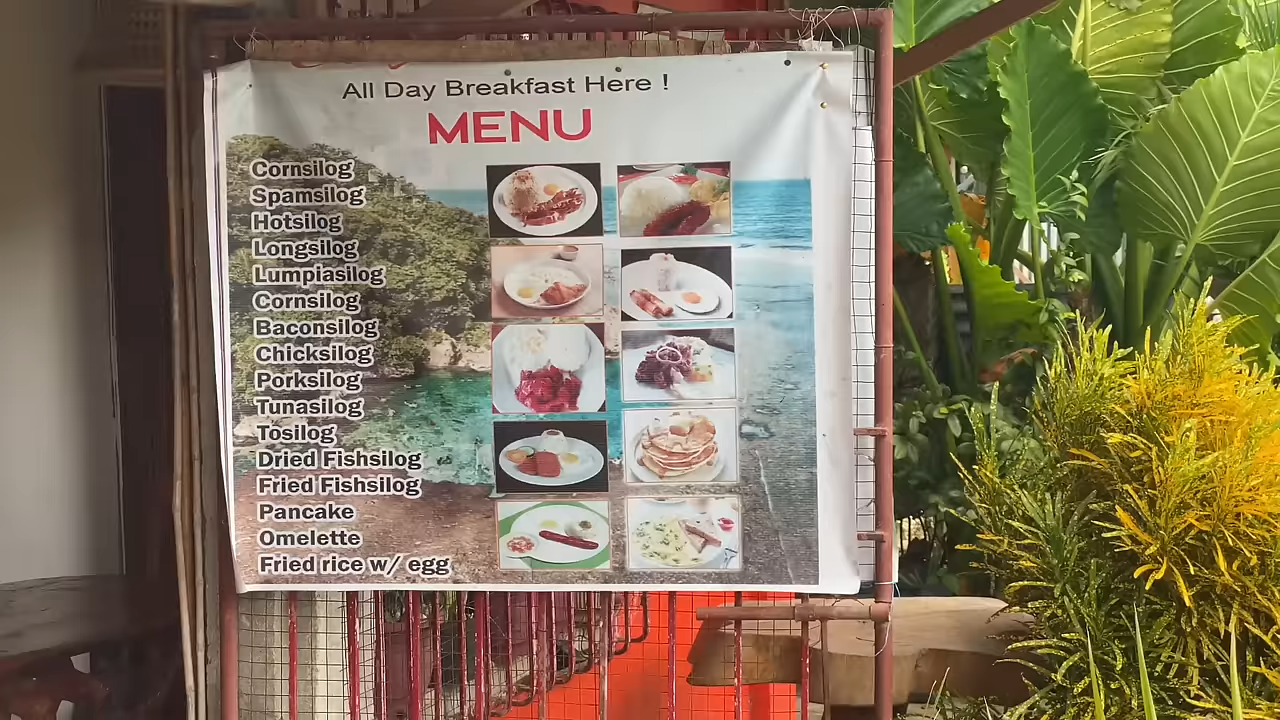 All Day Breakfast Here !
MENU
Cornsilog
Spamsilog
Hotsilog
Longsilog
Lumpiasilog
Cornsilog
Baconsilog
Chicksilog
Porksilog
Tunasilog
Tosilog
Dried Fishsilog
Fried Fishsilog
Pancake
Omelette
Fried rice w/ egg